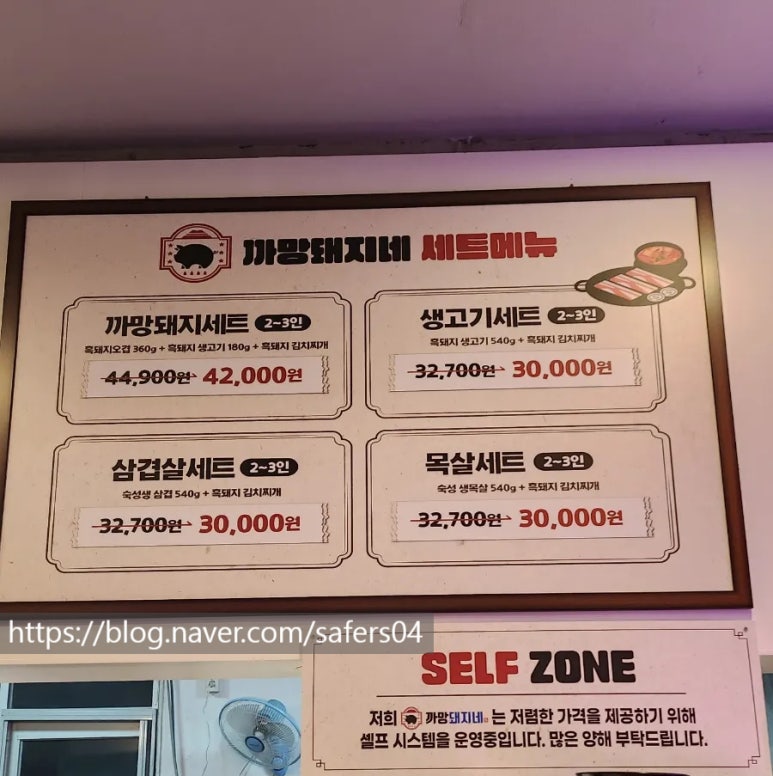 까망돼지네 세트메뉴
까망돼지세트 2~3인
흑돼지오겹 360g + 흑돼지 생고기 180g + 흑돼지 김치찌개
44,900원 42,000원
생고기세트 2~3인
흑돼지 생고기 540g + 흑돼지 김치찌개
32,700원 30,000원
삼겹살세트 2~3인
숙성생 삼겹 540g + 흑돼지 김치찌개
32,700원 30,000원
목살세트 2~3인
숙성 생목살 540g + 흑돼지 김치찌개
32,700원 30,000원
https://blog.naver.com/safers04
SELF ZONE
저희 까망돼지네 는 저렴한 가격을 제공하기 위해
셀프 시스템을 운영중입니다. 많은 양해 부탁드립니다.